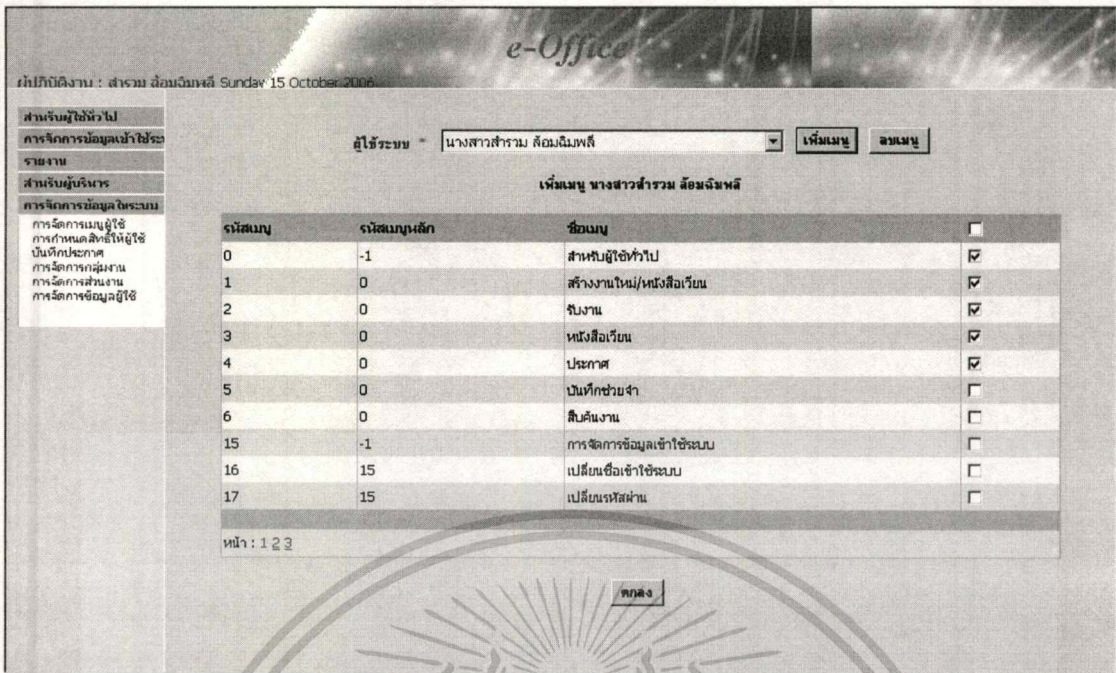 e-Office
ผู้ปฏิบัติงาน : สำรวม ล้อมฉิมพลี Sunday 15 October 2006
สำหรับผู้ใช้ทั่วไป
การจัดการข้อมูลเข้าใช้ระ
รายงาน
สำหรับผู้บริหาร
การจัดการข้อมูลในระบบ
การจัดการเมนูผู้ใช้
การกำหนดสิทธิ์ให้ผู้ใช้
บันทึกประกาศ
การจัดการกลุ่มงาน
การจัดการส่วนงาน
การจัดการข้อมูลผู้ใช้
ผู้ใช้ระบบ * นางสาวสำรวม ล้อมฉิมพลี เพิ่มเมนู ลบเมนู
เพิ่มเมนู นางสาวสำรวม ล้อมฉิมพลี
รหัสเมนู รหัสเมนูหลัก ชื่อเมนู
0 -1 สำหรับผู้ใช้ทั่วไป
1 0 สร้างงานใหม่/หนังสือเวียน
2 0 รับงาน
3 0 หนังสือเวียน
4 0 ประกาศ
5 0 บันทึกช่วยจำ
6 0 สืบค้นงาน
15 -1 การจัดการข้อมูลเข้าใช้ระบบ
16 15 เปลี่ยนชื่อเข้าใช้ระบบ
17 15 เปลี่ยนรหัสผ่าน
หน้า : 1 2 3
ตกลง